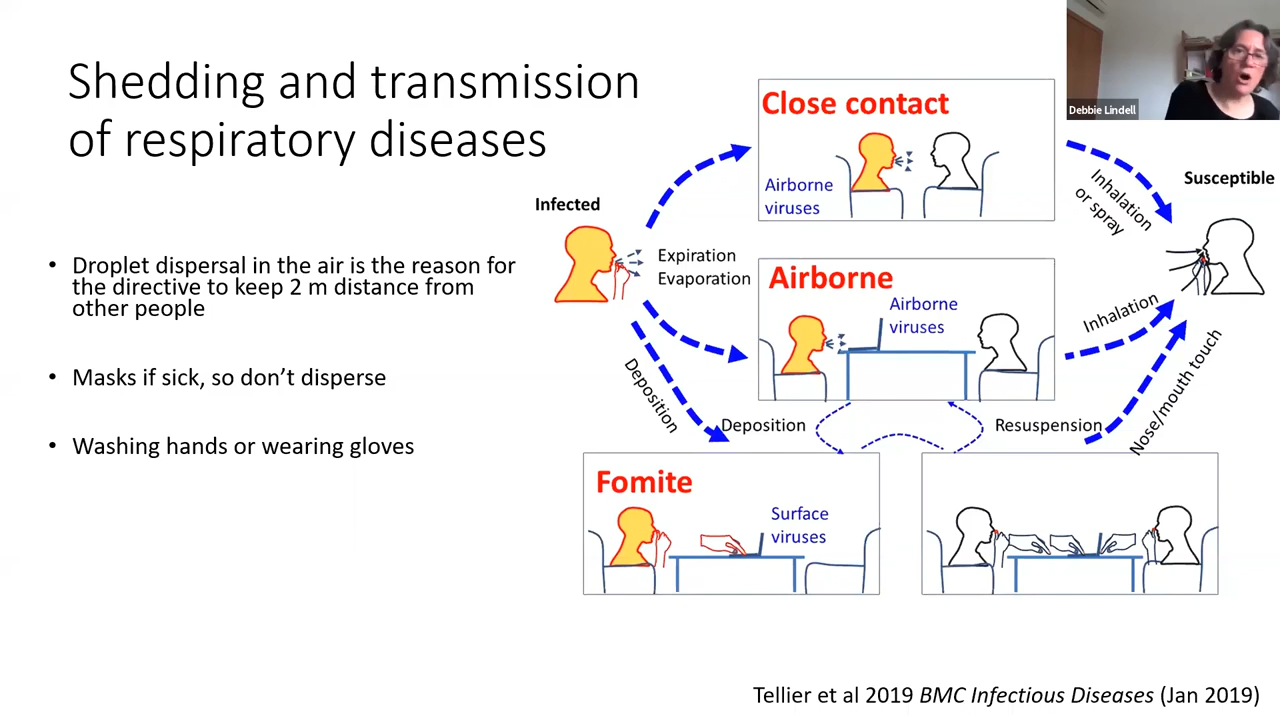 Shedding and transmission
of respiratory diseases
• Droplet dispersal in the air is the reason for
the directive to keep 2 m distance from
other people
• Masks if sick, so don't disperse
• Washing hands or wearing gloves
Infected
Expiration
Evaporation
Close contact
Airborne
viruses
Airborne
Airborne
viruses
Deposition
Deposition
Resuspension
Fomite
Surface
viruses
Inhalation
or spray
Inhalation
Nose/mouth touch
Susceptible
Debbie Lindell
Tellier et al 2019 BMC Infectious Diseases (Jan 2019)